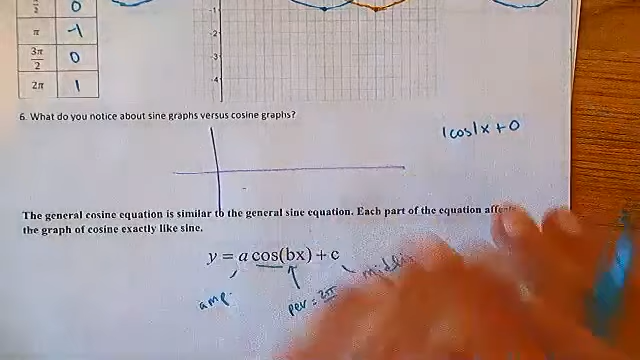 2 0
-1
π -1
-2
3π/2 0
-3
2π 1
-4
6. What do you notice about sine graphs versus cosine graphs?
1cos1x+0
The general cosine equation is similar to the general sine equation. Each part of the equation
the graph of cosine exactly like sine.
y = a cos(bx) + c
amp.
per = 2π